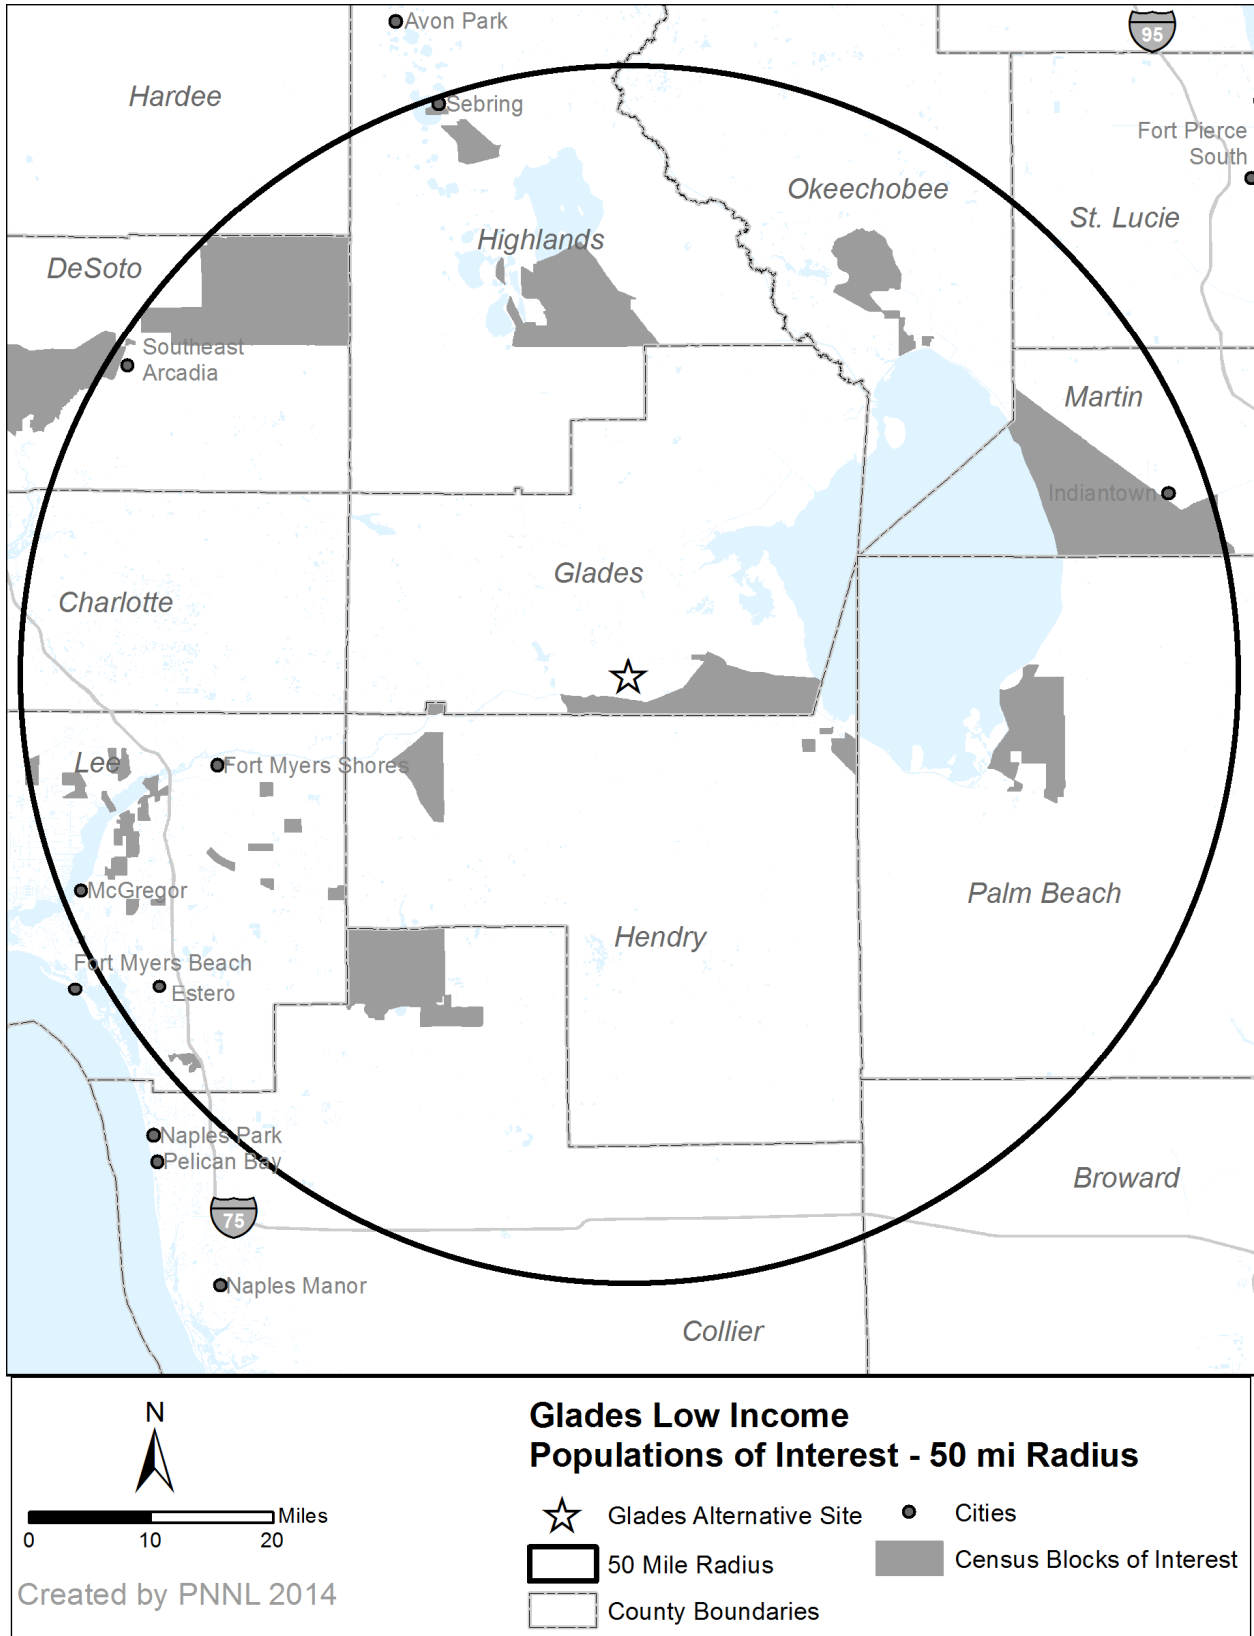 Avon Park
95
Hardee
Sebring
Fort Pierce
South
Okeechobee
St. Lucie
Highlands
DeSoto
Southeast
Arcadia
Martin
Indiantown
Glades
Charlotte
Lee
Fort Myers Shores
McGregor
Palm Beach
Hendry
Fort Myers Beach
Estero
Naples Park
Pelican Bay
Broward
75
Naples Manor
Collier
N
Miles
0 10 20
Created by PNNL 2014
Glades Low Income
Populations of Interest - 50 mi Radius
Glades Alternative Site
Cities
50 Mile Radius
Census Blocks of Interest
County Boundaries